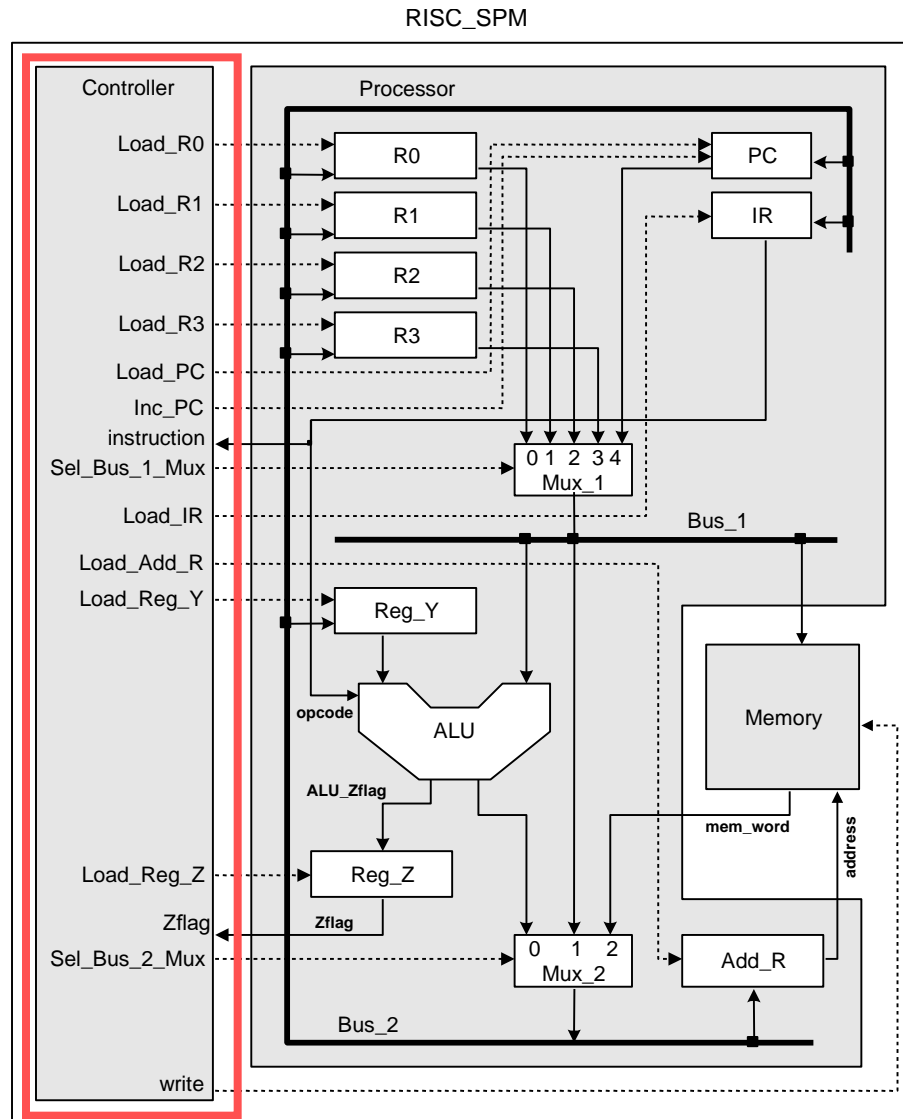 RISC_SPM
Controller
Processor
Load_R0
R0
PC
Load_R1
R1
IR
Load_R2
R2
Load_R3
R3
Load_PC
Inc_PC
instruction
0 1 2 3 4
Sel_Bus_1_Mux
Mux_1
Load_IR
Bus_1
Load_Add_R
Load_Reg_Y
Reg_Y
opcode
ALU
Memory
ALU_Zflag
mem_word
address
Load_Reg_Z
Reg_Z
Zflag
Zflag
0 1 2
Sel_Bus_2_Mux
Mux_2
Add_R
Bus_2
write